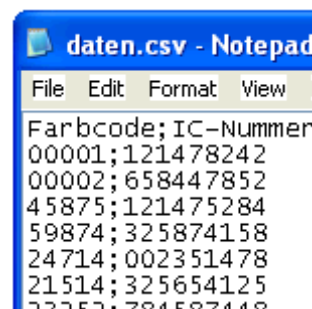 daten.csv - Notepad
File Edit Format View
Farbcode;IC-Nummer
00001;121478242
00002;658447852
45875;121475284
59874;325874158
24714;002351478
21514;325654125